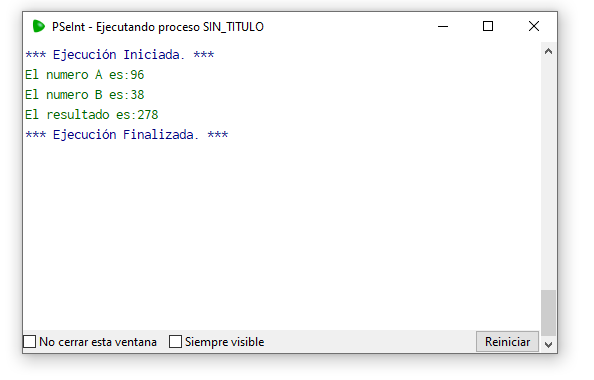 PSeInt - Ejecutando proceso SIN_TITULO
*** Ejecución Iniciada. ***
El numero A es:96
El numero B es:38
El resultado es:278
*** Ejecución Finalizada. ***
No cerrar esta ventana
Siempre visible
Reiniciar